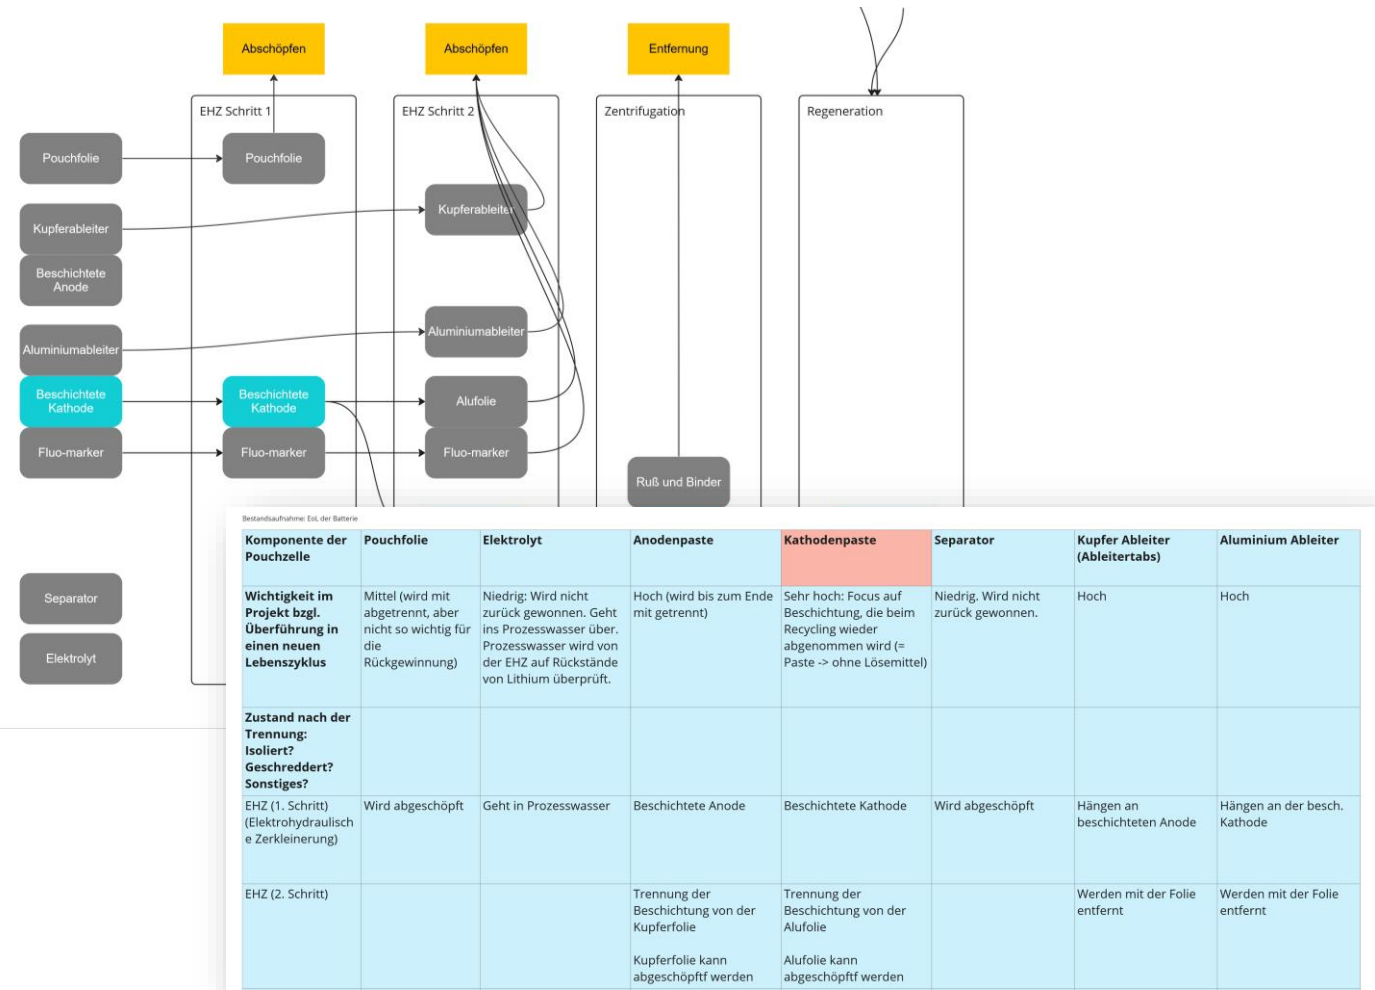 Abschöpfen
Abschöpfen
Entfernung
EHZ Schritt 1
EHZ Schritt 2
Zentrifugation
Regeneration
Pouchfolie
Pouchfolie
Kupferableiter
Kupferableiter
Beschichtete
Anode
Aluminiumableiter
Aluminiumableiter
Beschichtete
Kathode
Beschichtete
Kathode
Alufolie
Fluo-marker
Fluo-marker
Fluo-marker
Ruß und Binder
Separator
Elektrolyt
Bestandsaufnahme: EoL der Batterie
Komponente der
Pouchzelle
Pouchfolie
Elektrolyt
Anodenpaste
Kathodenpaste
Separator
Kupfer Ableiter
(Ableitertabs)
Aluminium Ableiter
Wichtigkeit im
Projekt bzgl.
Überführung in
einen neuen
Lebenszyklus
Mittel (wird mit
abgetrennt, aber
nicht so wichtig für
die
Rückgewinnung)
Niedrig: Wird nicht
zurück gewonnen. Geht
ins Prozesswasser über.
Prozesswasser wird von
der EHZ auf Rückstände
von Lithium überprüft.
Hoch (wird bis zum Ende
mit getrennt)
Sehr hoch: Focus auf
Beschichtung, die beim
Recycling wieder
abgenommen wird (=
Paste -> ohne Lösemittel)
Niedrig. Wird nicht
zurück gewonnen.
Hoch
Hoch
Zustand nach der
Trennung:
Isoliert?
Geschreddert?
Sonstiges?
EHZ (1. Schritt)
(Elektrohydraulisch
e Zerkleinerung)
Wird abgeschöpft
Geht in Prozesswasser
Beschichtete Anode
Beschichtete Kathode
Wird abgeschöpft
Hängen an
beschichteten Anode
Hängen an der besch.
Kathode
EHZ (2. Schritt)
Trennung der
Beschichtung von der
Kupferfolie
Kupferfolie kann
abgeschöpftf werden
Trennung der
Beschichtung von der
Alufolie
Alufolie kann
abgeschöpftf werden
Werden mit der Folie
entfernt
Werden mit der Folie
entfernt